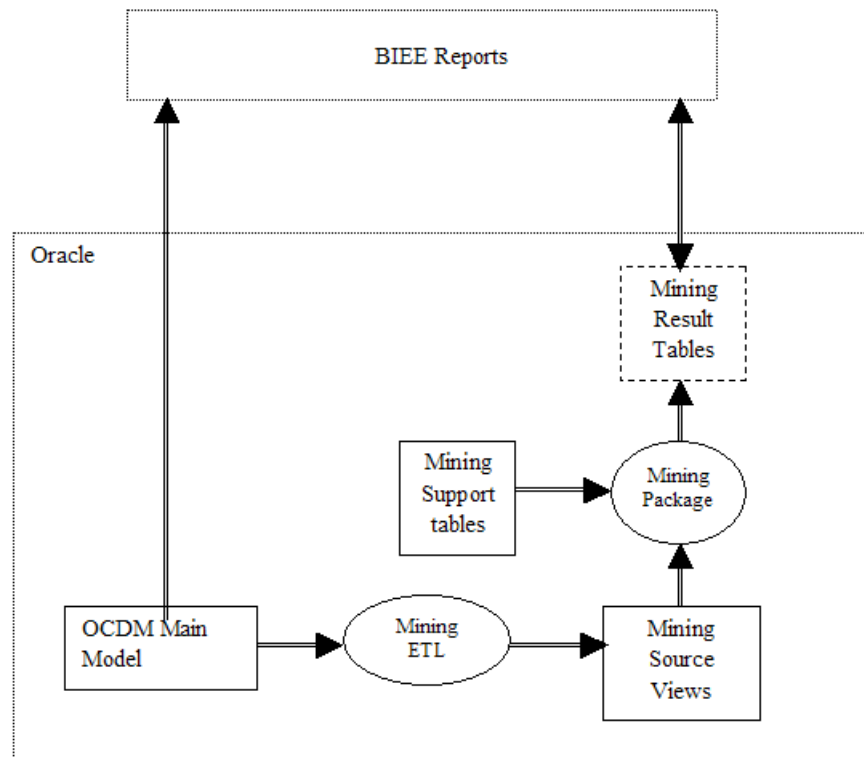 BIEE Reports
Oracle
Mining
Result
Tables
Mining
Support
tables
Mining
Package
OCDM Main
Model
Mining
ETL
Mining
Source
Views